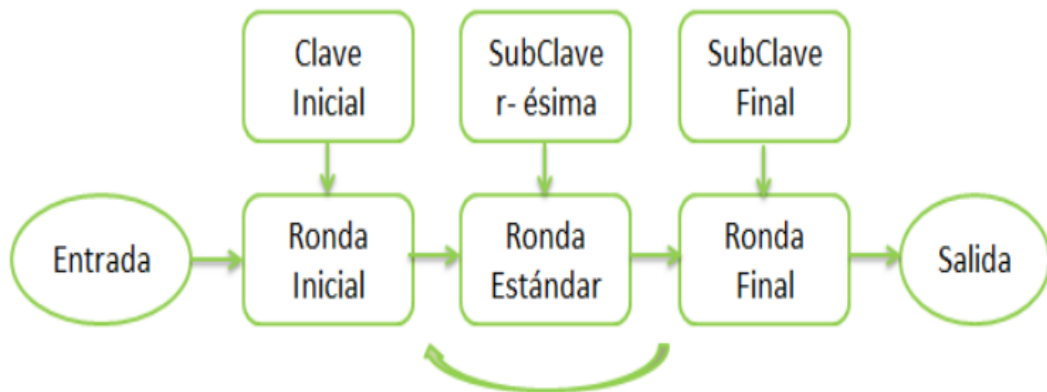 Clave
Inicial
SubClave
r- ésima
SubClave
Final
Entrada
Ronda
Inicial
Ronda
Estándar
Ronda
Final
Salida